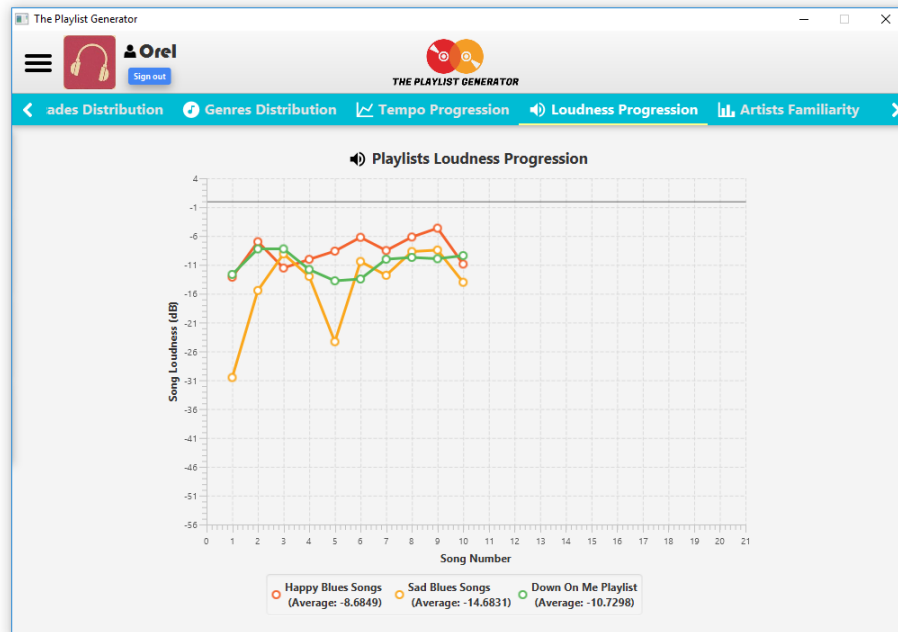 The Playlist Generator
Orel
Sign out
THE PLAYLIST GENERATOR
ades Distribution
Genres Distribution
Tempo Progression
Loudness Progression
Artists Familiarity
Playlists Loudness Progression
Song Loudness (dB)
4
-1
-6
-11
-16
-21
-26
-31
-36
-41
-46
-51
-56
0 1 2 3 4 5 6 7 8 9 10 11 12 13 14 15 16 17 18 19 20 21
Song Number
Happy Blues Songs
(Average: -8.6849)
Sad Blues Songs
(Average: -14.6831)
Down On Me Playlist
(Average: -10.7298)